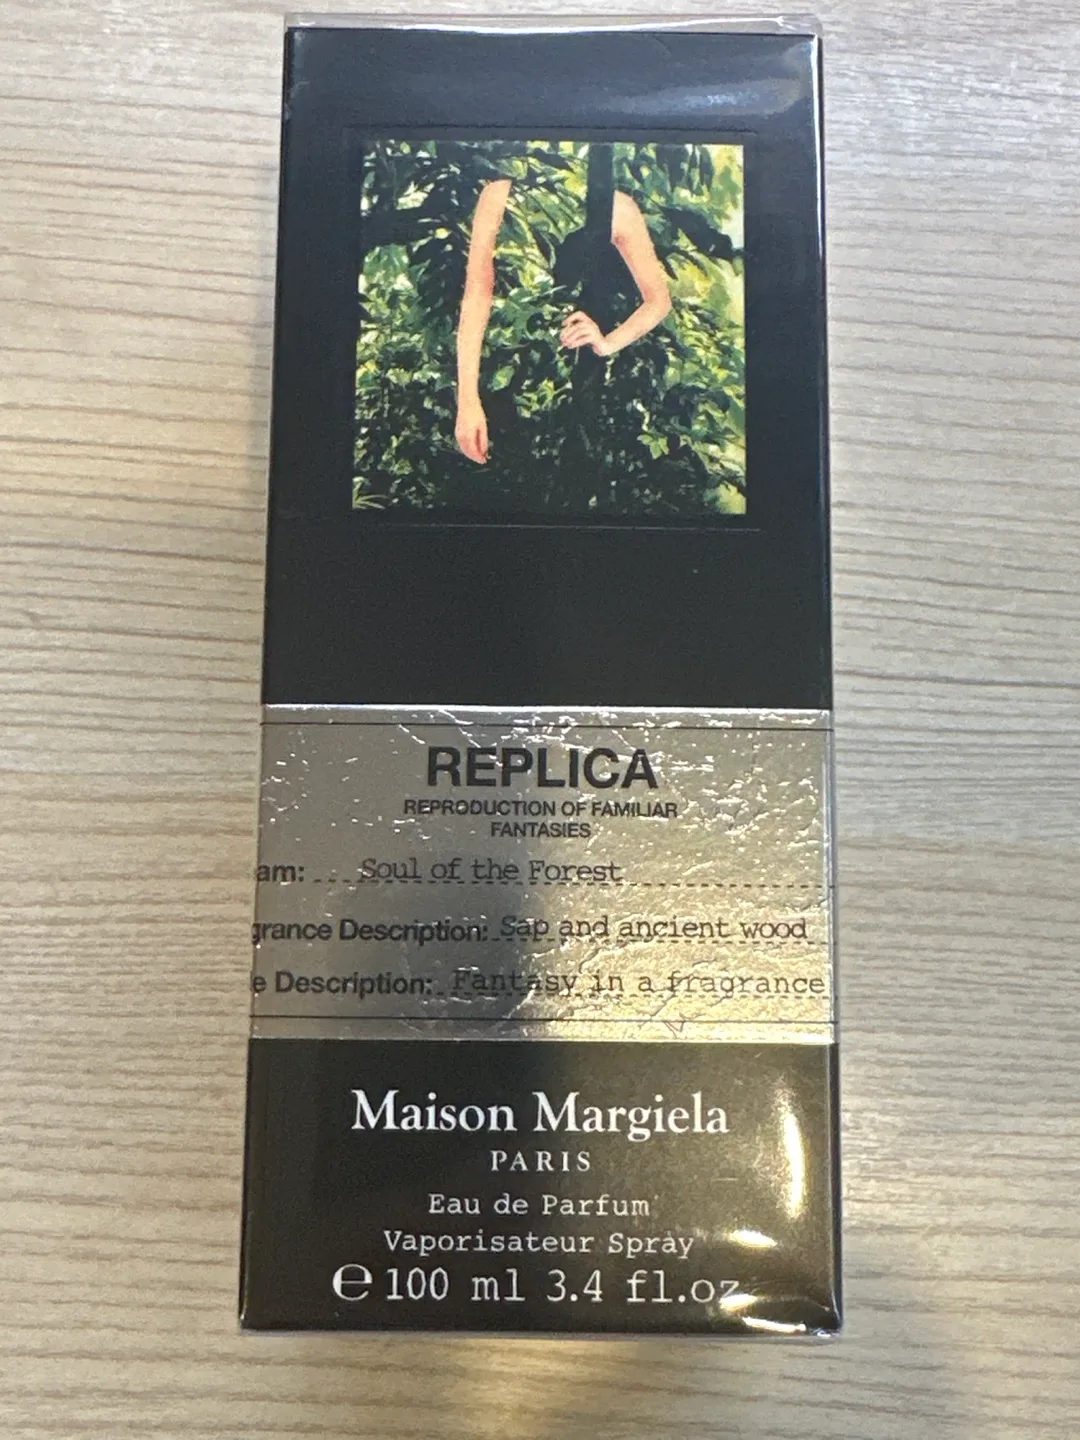 REPLICA
REPRODUCTION OF FAMILIAR
FANTASIES
am: Soul of the Forest
grance Description: Sap and ancient wood
e Description: Fantasy in a fragrance
Maison Margiela
PARIS
Eau de Parfum
Vaporisateur Spray
℮ 100 ml 3.4 fl.oz